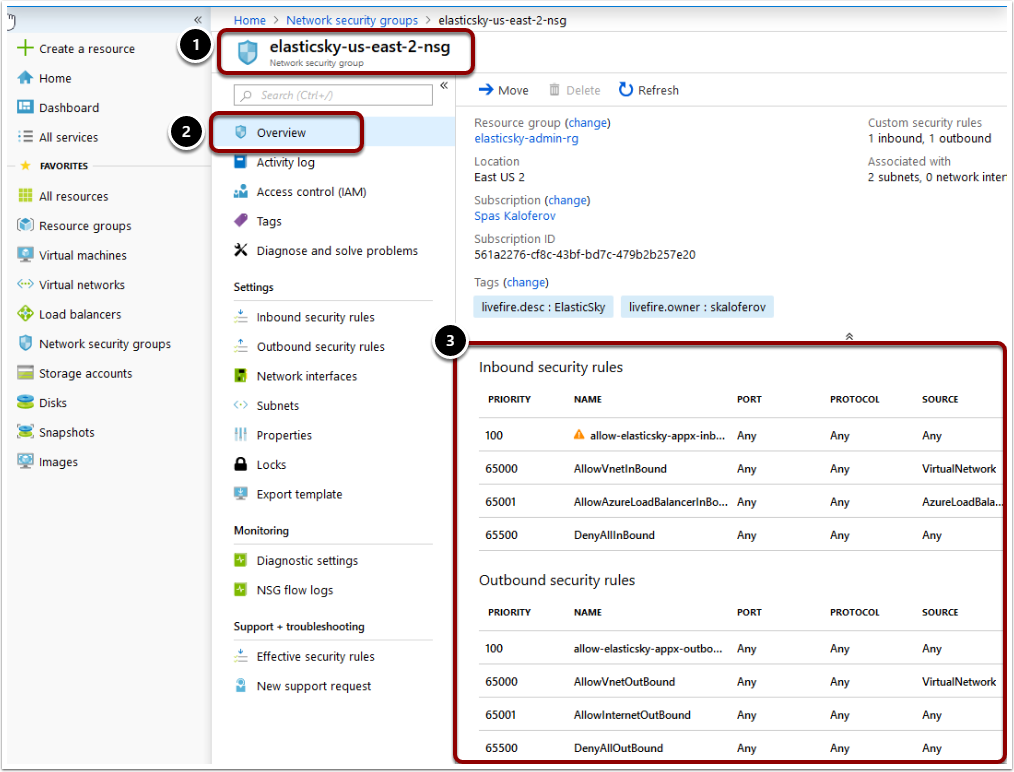 Home > Network security groups > elasticsky-us-east-2-nsg
«
Create a resource
Home
Dashboard
All services
FAVORITES
All resources
Resource groups
Virtual machines
Virtual networks
Load balancers
Network security groups
Storage accounts
Disks
Snapshots
Images
1
elasticsky-us-east-2-nsg
Network security group
Search (Ctrl+/)
«
2
Overview
Activity log
Access control (IAM)
Tags
Diagnose and solve problems
Settings
Inbound security rules
Outbound security rules
Network interfaces
Subnets
Properties
Locks
Export template
Monitoring
Diagnostic settings
NSG flow logs
Support + troubleshooting
Effective security rules
New support request
Move Delete Refresh
Resource group (change)
elasticsky-admin-rg
Location
East US 2
Subscription (change)
Spas Kaloferov
Subscription ID
561a2276-cf8c-43bf-bd7c-479b2b257e20
Tags (change)
livefire.desc : ElasticSky livefire.owner : skaloferov
Custom security rules
1 inbound, 1 outbound
Associated with
2 subnets, 0 network inter
3
Inbound security rules
PRIORITY NAME PORT PROTOCOL SOURCE
100 allow-elasticsky-appx-inb... Any Any Any
65000 AllowVnetInBound Any Any VirtualNetwork
65001 AllowAzureLoadBalancerInBo... Any Any AzureLoadBala...
65500 DenyAllInBound Any Any Any
Outbound security rules
PRIORITY NAME PORT PROTOCOL SOURCE
100 allow-elasticsky-appx-outbo... Any Any Any
65000 AllowVnetOutBound Any Any VirtualNetwork
65001 AllowInternetOutBound Any Any Any
65500 DenyAllOutBound Any Any Any